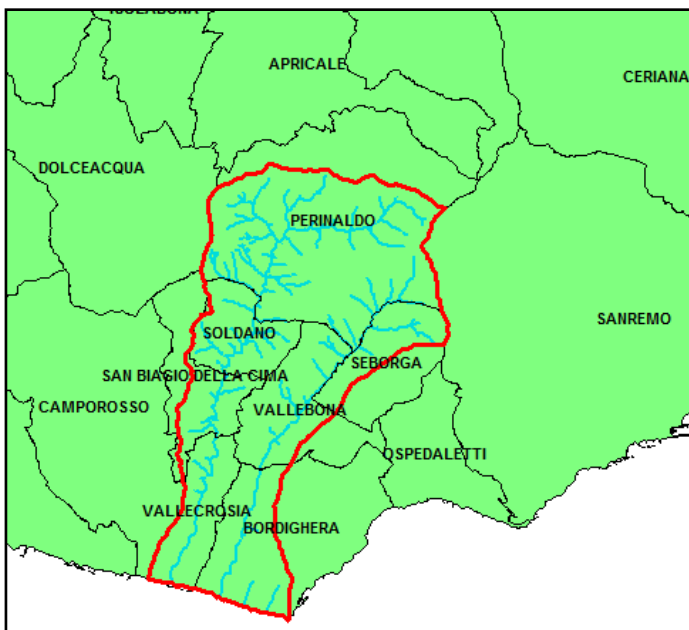 APRICALE
CERIANA
DOLCEACQUA
PERINALDO
SANREMO
SOLDANO
SEBORGA
SAN BIAGIO DELLA CIMA
CAMPOROSSO
VALLEBONA
OSPEDALETTI
VALLECROSIA
BORDIGHERA